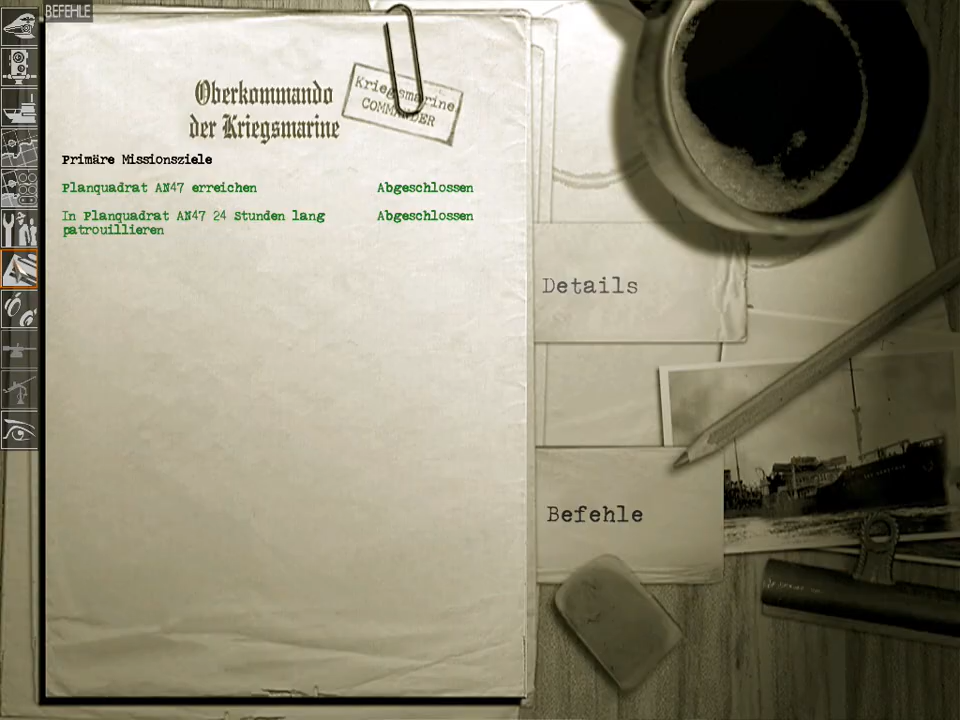 BEFEHLE
Oberkommando
der Kriegsmarine
Kriegsmarine
COMMANDER
Primäre Missionsziele
Planquadrat AN47 erreichen Abgeschlossen
In Planquadrat AN47 24 Stunden lang Abgeschlossen
patrouillieren
Details
Befehle